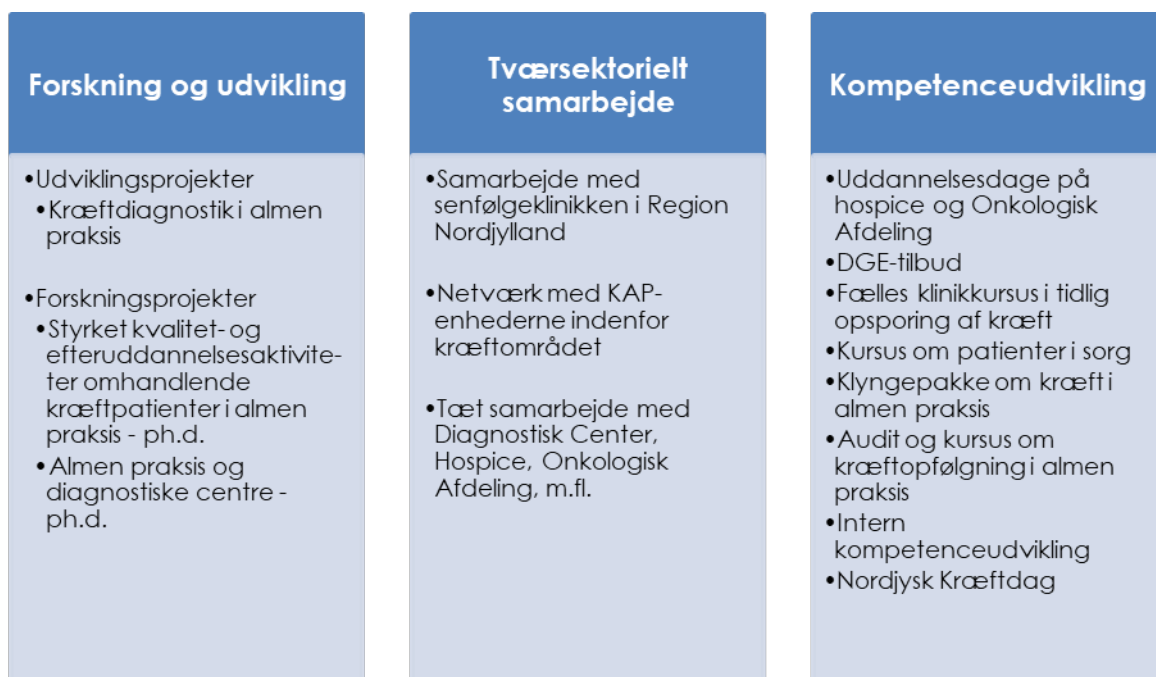 Forskning og udvikling
•Udviklingsprojekter
•Kræftdiagnostik i almen
praksis
•Forskningsprojekter
•Styrket kvalitet- og
efteruddannelsesaktivite-
ter omhandlende
kræftpatienter i almen
praksis - ph.d.
•Almen praksis og
diagnostiske centre -
ph.d.
Tværsektorielt
samarbejde
•Samarbejde med
senfølgeklinikken i Region
Nordjylland
•Netværk med KAP-
enhederne indenfor
kræftområdet
•Tæt samarbejde med
Diagnostisk Center,
Hospice, Onkologisk
Afdeling, m.fl.
Kompetenceudvikling
•Uddannelsesdage på
hospice og Onkologisk
Afdeling
•DGE-tilbud
•Fælles klinikkursus i tidlig
opsporing af kræft
•Kursus om patienter i sorg
•Klyngepakke om kræft i
almen praksis
•Audit og kursus om
kræftopfølgning i almen
praksis
•Intern
kompetenceudvikling
•Nordjysk Kræftdag